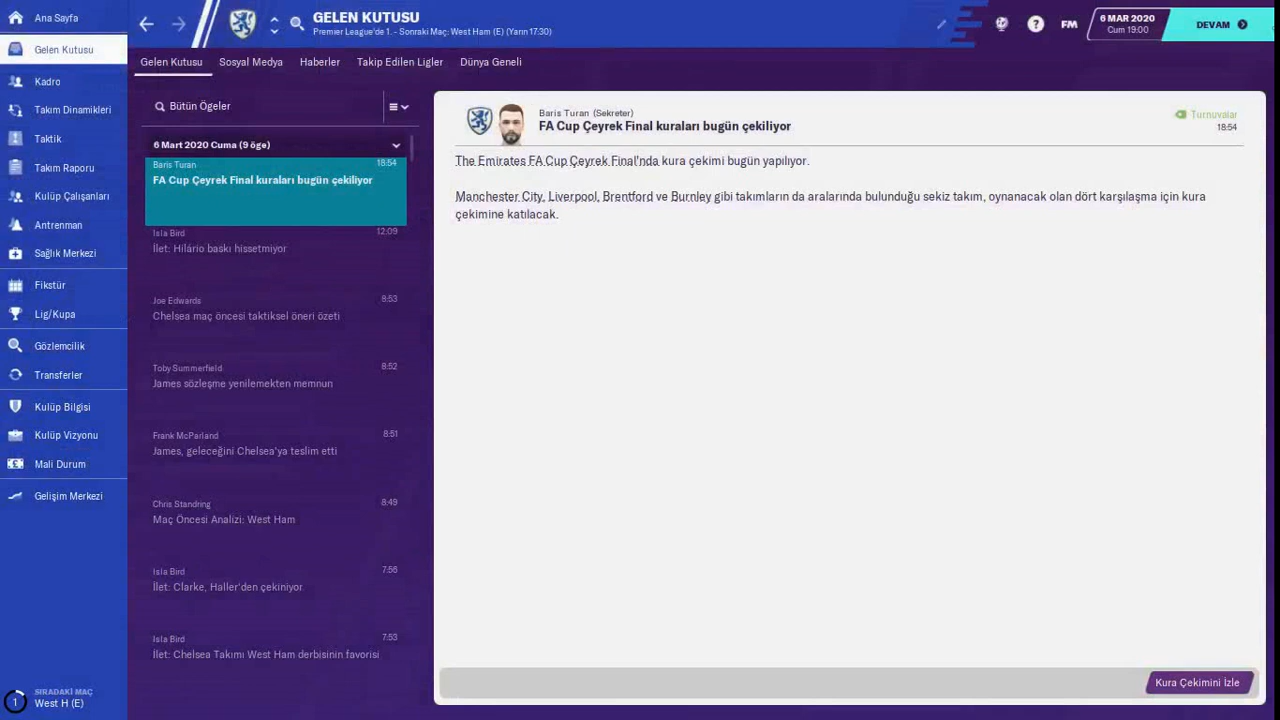 Ana Sayfa
Gelen Kutusu
Kadro
Takım Dinamikleri
Taktik
Takım Raporu
Kulüp Çalışanları
Antrenman
Sağlık Merkezi
Fikstür
Lig/Kupa
Gözlemcilik
Transferler
Kulüp Bilgisi
Kulüp Vizyonu
Mali Durum
Gelişim Merkezi
1
SIRADAKİ MAÇ
West H (E)
GELEN KUTUSU
Premier League'de 1. - Sonraki Maç: West Ham (E) (Yarın 17:30)
?
FM
6 MAR 2020
Cum 19:00
DEVAM
Gelen Kutusu Sosyal Medya Haberler Takip Edilen Ligler Dünya Geneli
Bütün Ögeler
6 Mart 2020 Cuma (9 öge)
Baris Turan 18:54
FA Cup Çeyrek Final kuraları bugün çekiliyor
Isla Bird 12:09
İlet: Hilário baskı hissetmiyor
Joe Edwards 8:53
Chelsea maç öncesi taktiksel öneri özeti
Toby Summerfield 8:52
James sözleşme yenilemekten memnun
Frank McParland 8:51
James, geleceğini Chelsea'ya teslim etti
Chris Standring 8:49
Maç Öncesi Analizi: West Ham
Isla Bird 7:56
İlet: Clarke, Haller'den çekiniyor
Isla Bird 7:53
İlet: Chelsea Takımı West Ham derbisinin favorisi
Baris Turan (Sekreter)
FA Cup Çeyrek Final kuraları bugün çekiliyor
Turnuvalar
18:54
The Emirates FA Cup Çeyrek Final'nda kura çekimi bugün yapılıyor.
Manchester City, Liverpool, Brentford ve Burnley gibi takımların da aralarında bulunduğu sekiz takım, oynanacak olan dört karşılaşma için kura
çekimine katılacak.
Kura Çekimini İzle